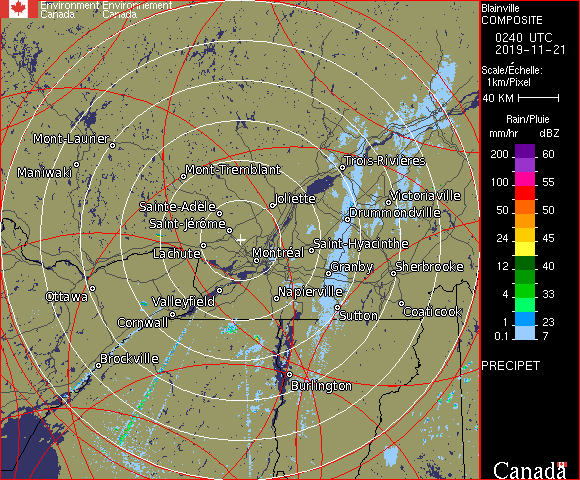 Environment Environnement
Canada Canada
Blainville
COMPOSITE
0240 UTC
2019-11-21
Scale/Échelle:
1km/Pixel
40 KM
Rain/Pluie
mm/hr dBZ
200 60
100 55
50 50
24 45
12 40
4 33
1 23
0.1 7
PRECIPET
Canada
Mont-Laurier
Maniwaki
Mont-Tremblant
Trois-Rivières
Sainte-Adèle
Joliette
Victoriaville
Saint-Jérôme
Drummondville
Lachute
Montréal
Saint-Hyacinthe
Granby
Sherbrooke
Ottawa
Valleyfield
Napierville
Cornwall
Sutton
Coaticook
Brockville
Burlington